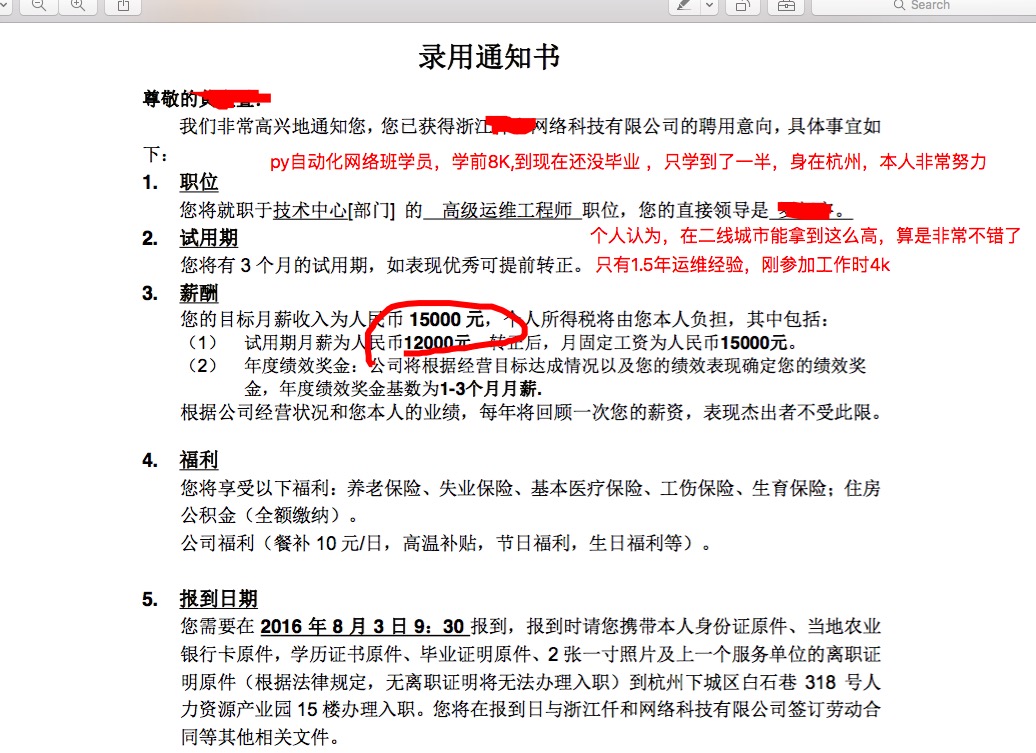 Search
录用通知书
尊敬的
我们非常高兴地通知您，您已获得浙江 网络科技有限公司的聘用意向，具体事宜如
下：
py自动化网络班学员，学前8K,到现在还没毕业 ，只学到了一半，身在杭州，本人非常努力
1. 职位
您将就职于技术中心[部门] 的 高级运维工程师 职位，您的直接领导是 。
个人认为，在二线城市能拿到这么高，算是非常不错了
2. 试用期
您将有 3 个月的试用期，如表现优秀可提前转正。
只有1.5年运维经验，刚参加工作时4k
3. 薪酬
您的目标月薪收入为人民币 15000 元，个人所得税将由您本人负担，其中包括：
（1） 试用期月薪为人民币12000元，转正后，月固定工资为人民币15000元。
（2） 年度绩效奖金：公司将根据经营目标达成情况以及您的绩效表现确定您的绩效奖
金，年度绩效奖金基数为1-3个月月薪.
根据公司经营状况和您本人的业绩，每年将回顾一次您的薪资，表现杰出者不受此限。
4. 福利
您将享受以下福利：养老保险、失业保险、基本医疗保险、工伤保险、生育保险；住房
公积金（全额缴纳）。
公司福利（餐补 10 元/日，高温补贴，节日福利，生日福利等）。
5. 报到日期
您需要在 2016 年 8 月 3 日 9：30 报到，报到时请您携带本人身份证原件、当地农业
银行卡原件，学历证书原件、毕业证明原件、2 张一寸照片及上一个服务单位的离职证
明原件（根据法律规定，无离职证明将无法办理入职）到杭州下城区白石巷 318 号人
力资源产业园 15 楼办理入职。您将在报到日与浙江仟和网络科技有限公司签订劳动合
同等其他相关文件。